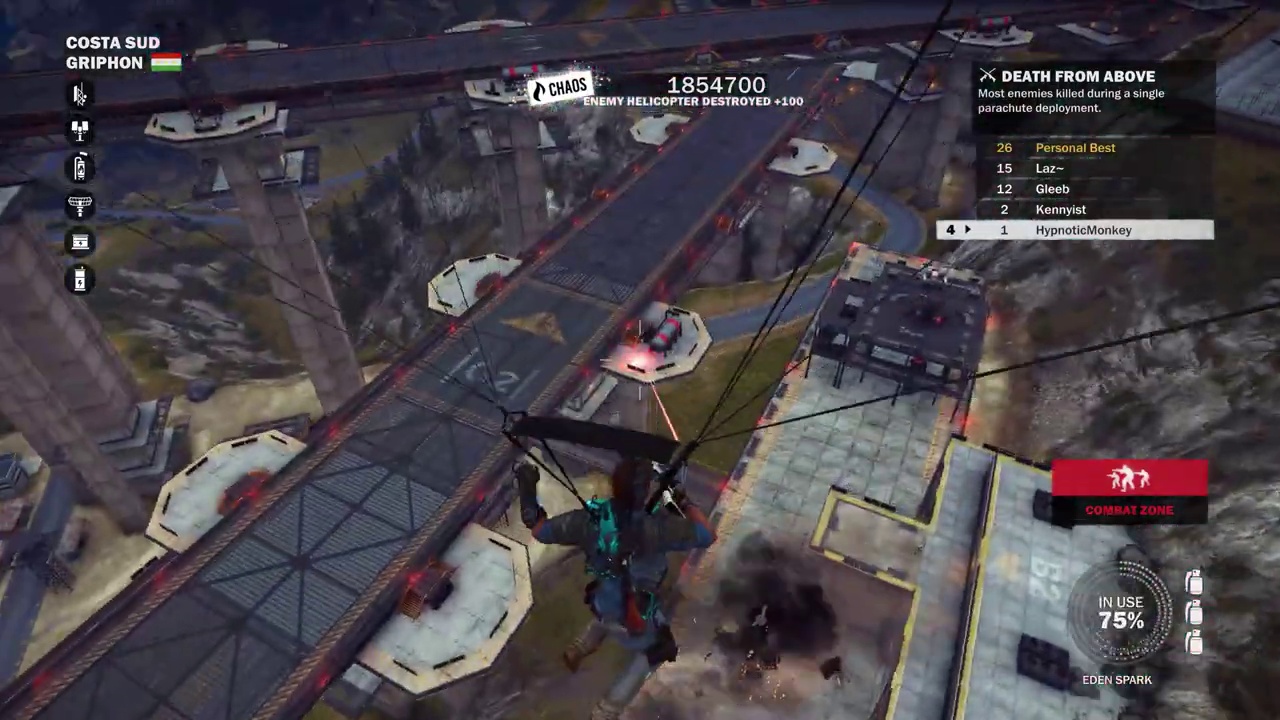 COSTA SUD
GRIPHON
CHAOS
1854700
ENEMY HELICOPTER DESTROYED +100
DEATH FROM ABOVE
Most enemies killed during a single
parachute deployment.
26 Personal Best
15 Laz~
12 Gleeb
2 Kennyist
4 1 HypnoticMonkey
COMBAT ZONE
IN USE
75%
EDEN SPARK